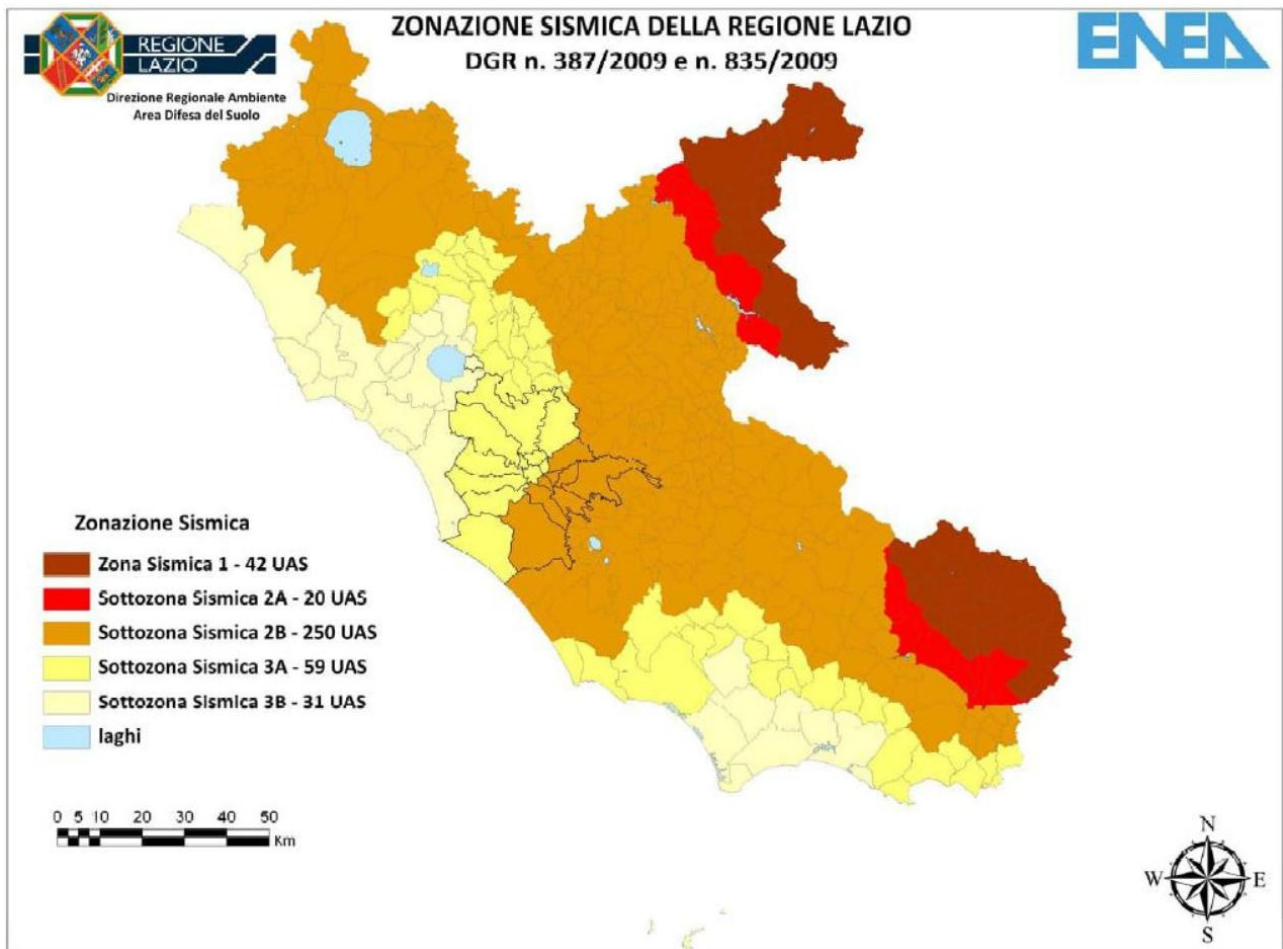 ZONAZIONE SISMICA DELLA REGIONE LAZIO
DGR n. 387/2009 e n. 835/2009
REGIONE
LAZIO
Direzione Regionale Ambiente
Area Difesa del Suolo
ENEA
Zonazione Sismica
Zona Sismica 1 - 42 UAS
Sottozona Sismica 2A - 20 UAS
Sottozona Sismica 2B - 250 UAS
Sottozona Sismica 3A - 59 UAS
Sottozona Sismica 3B - 31 UAS
laghi
0 5 10 20 30 40 50
Km
N
W E
S